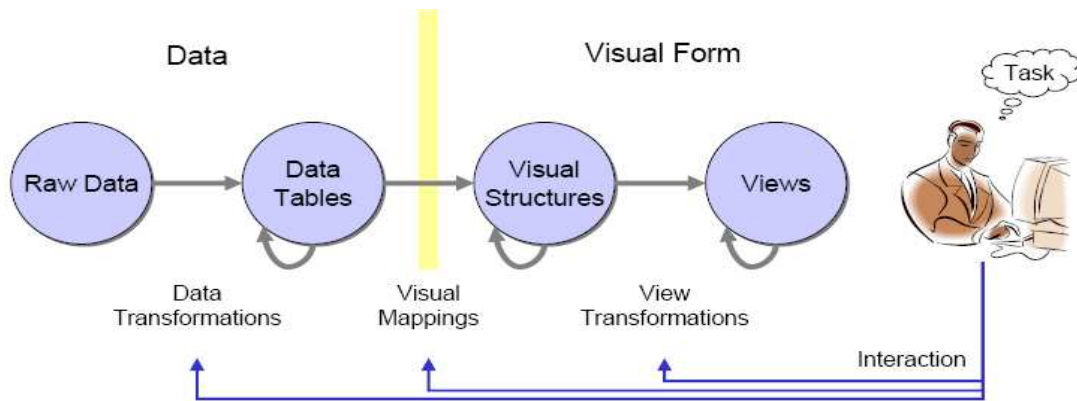 Data
Visual Form
Task
Raw Data
Data
Tables
Visual
Structures
Views
Data
Transformations
Visual
Mappings
View
Transformations
Interaction